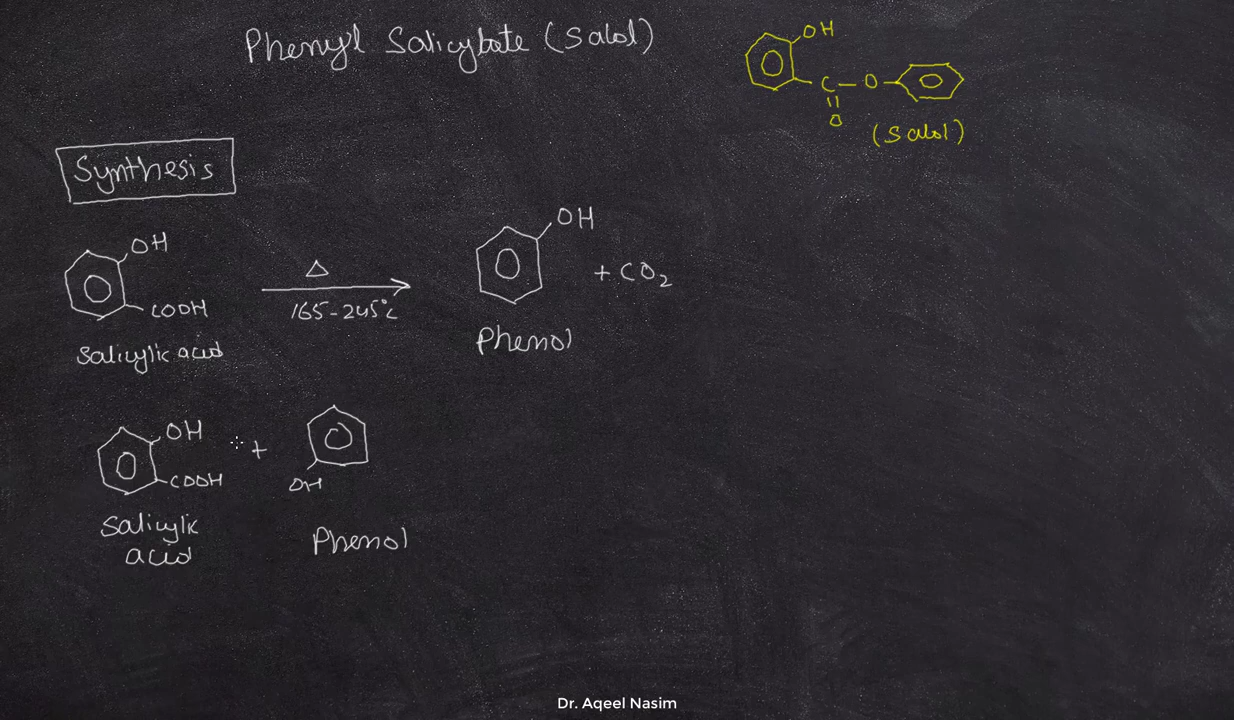 Phenyl Salicylate (Salol)
OH
C - O
O
(Salol)
Synthesis
OH
COOH
Salicylic acid
Δ
165-245°C
OH
+ CO2
Phenol
OH
COOH
+
OH
Salicylic
acid
Phenol
Dr. Aqeel Nasim